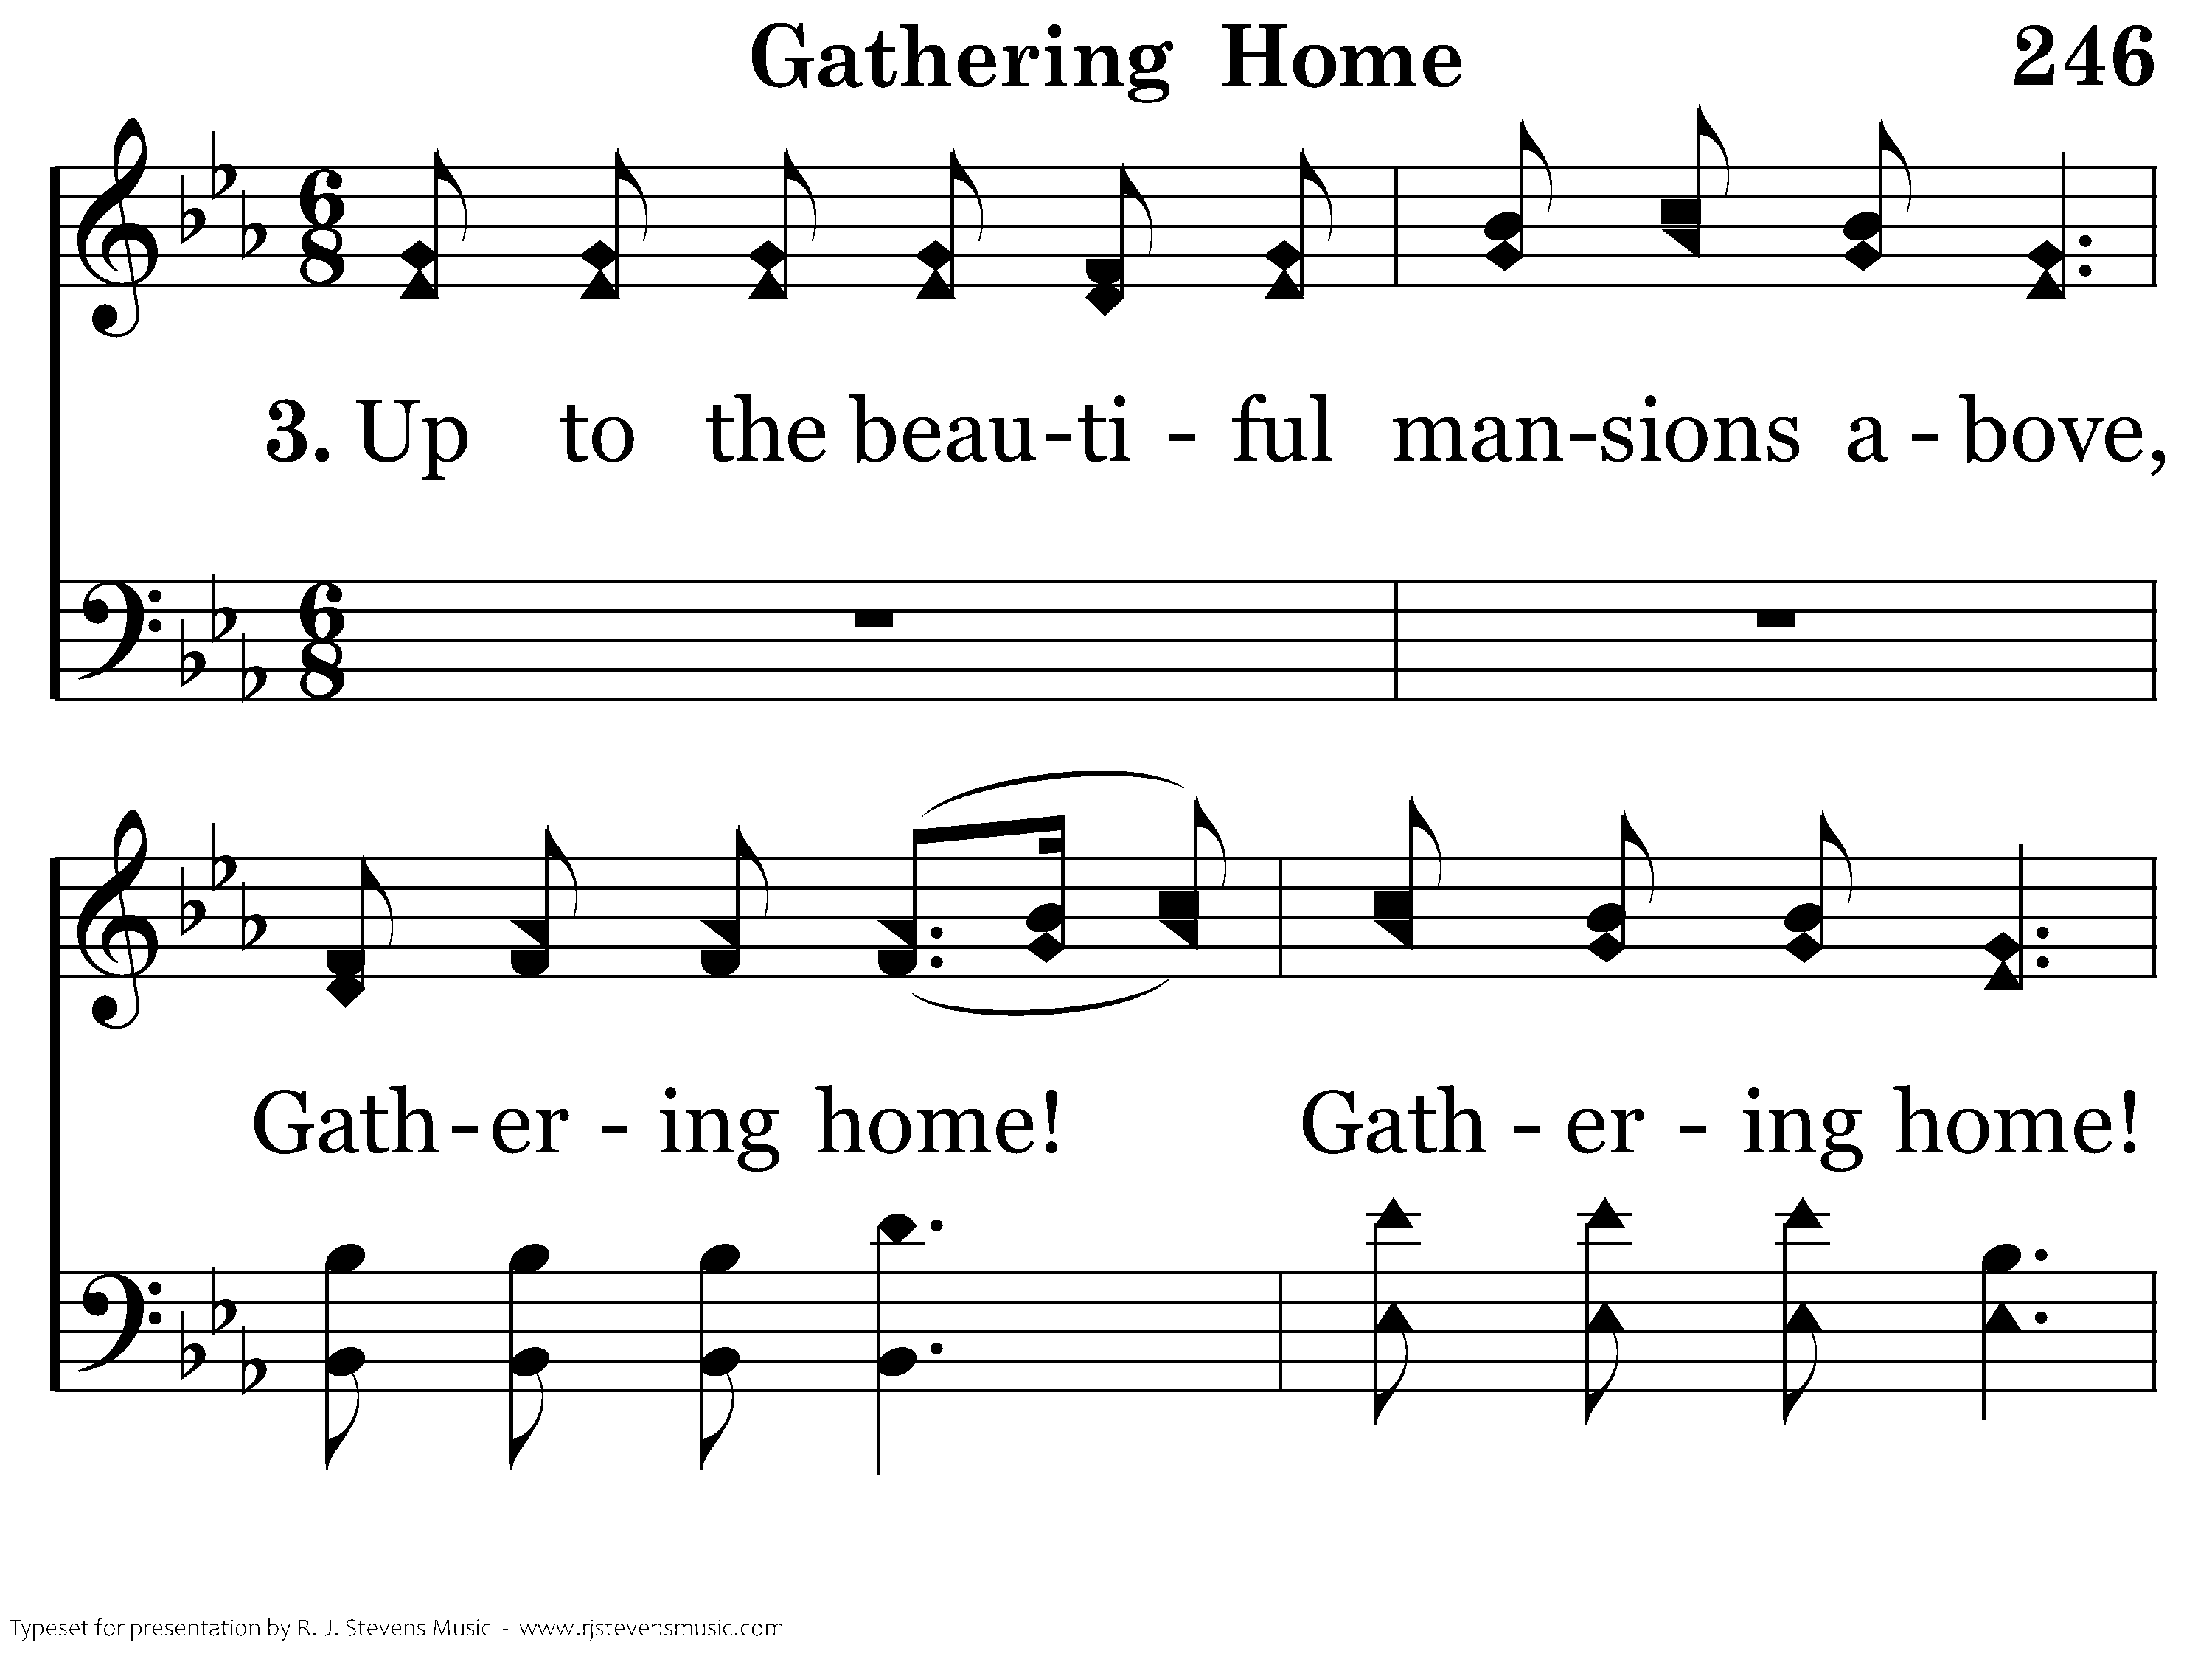 Gathering Home 246
3. Up to the beau-ti - ful man-sions a - bove,
Gath-er - ing home! Gath - er - ing home!
Typeset for presentation by R. J. Stevens Music - www.rjstevensmusic.com